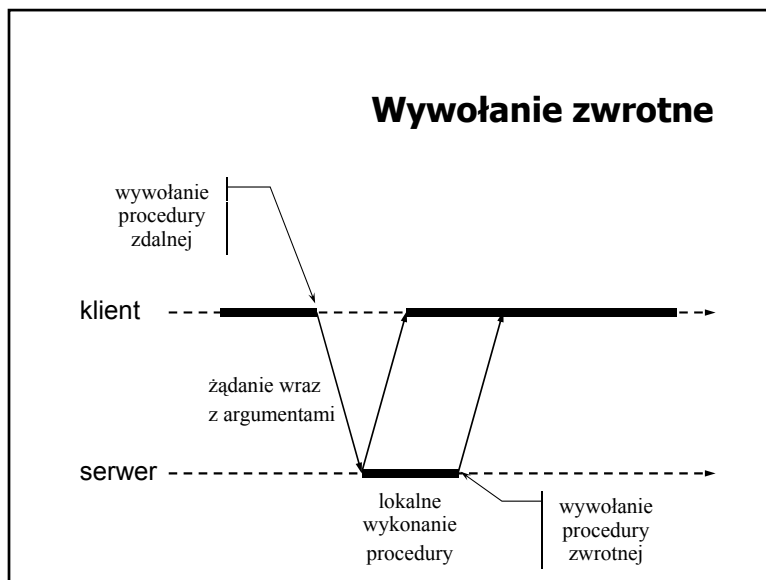 Wywołanie zwrotne
wywołanie
procedury
zdalnej
klient
żądanie wraz
z argumentami
serwer
lokalne
wykonanie
procedury
wywołanie
procedury
zwrotnej